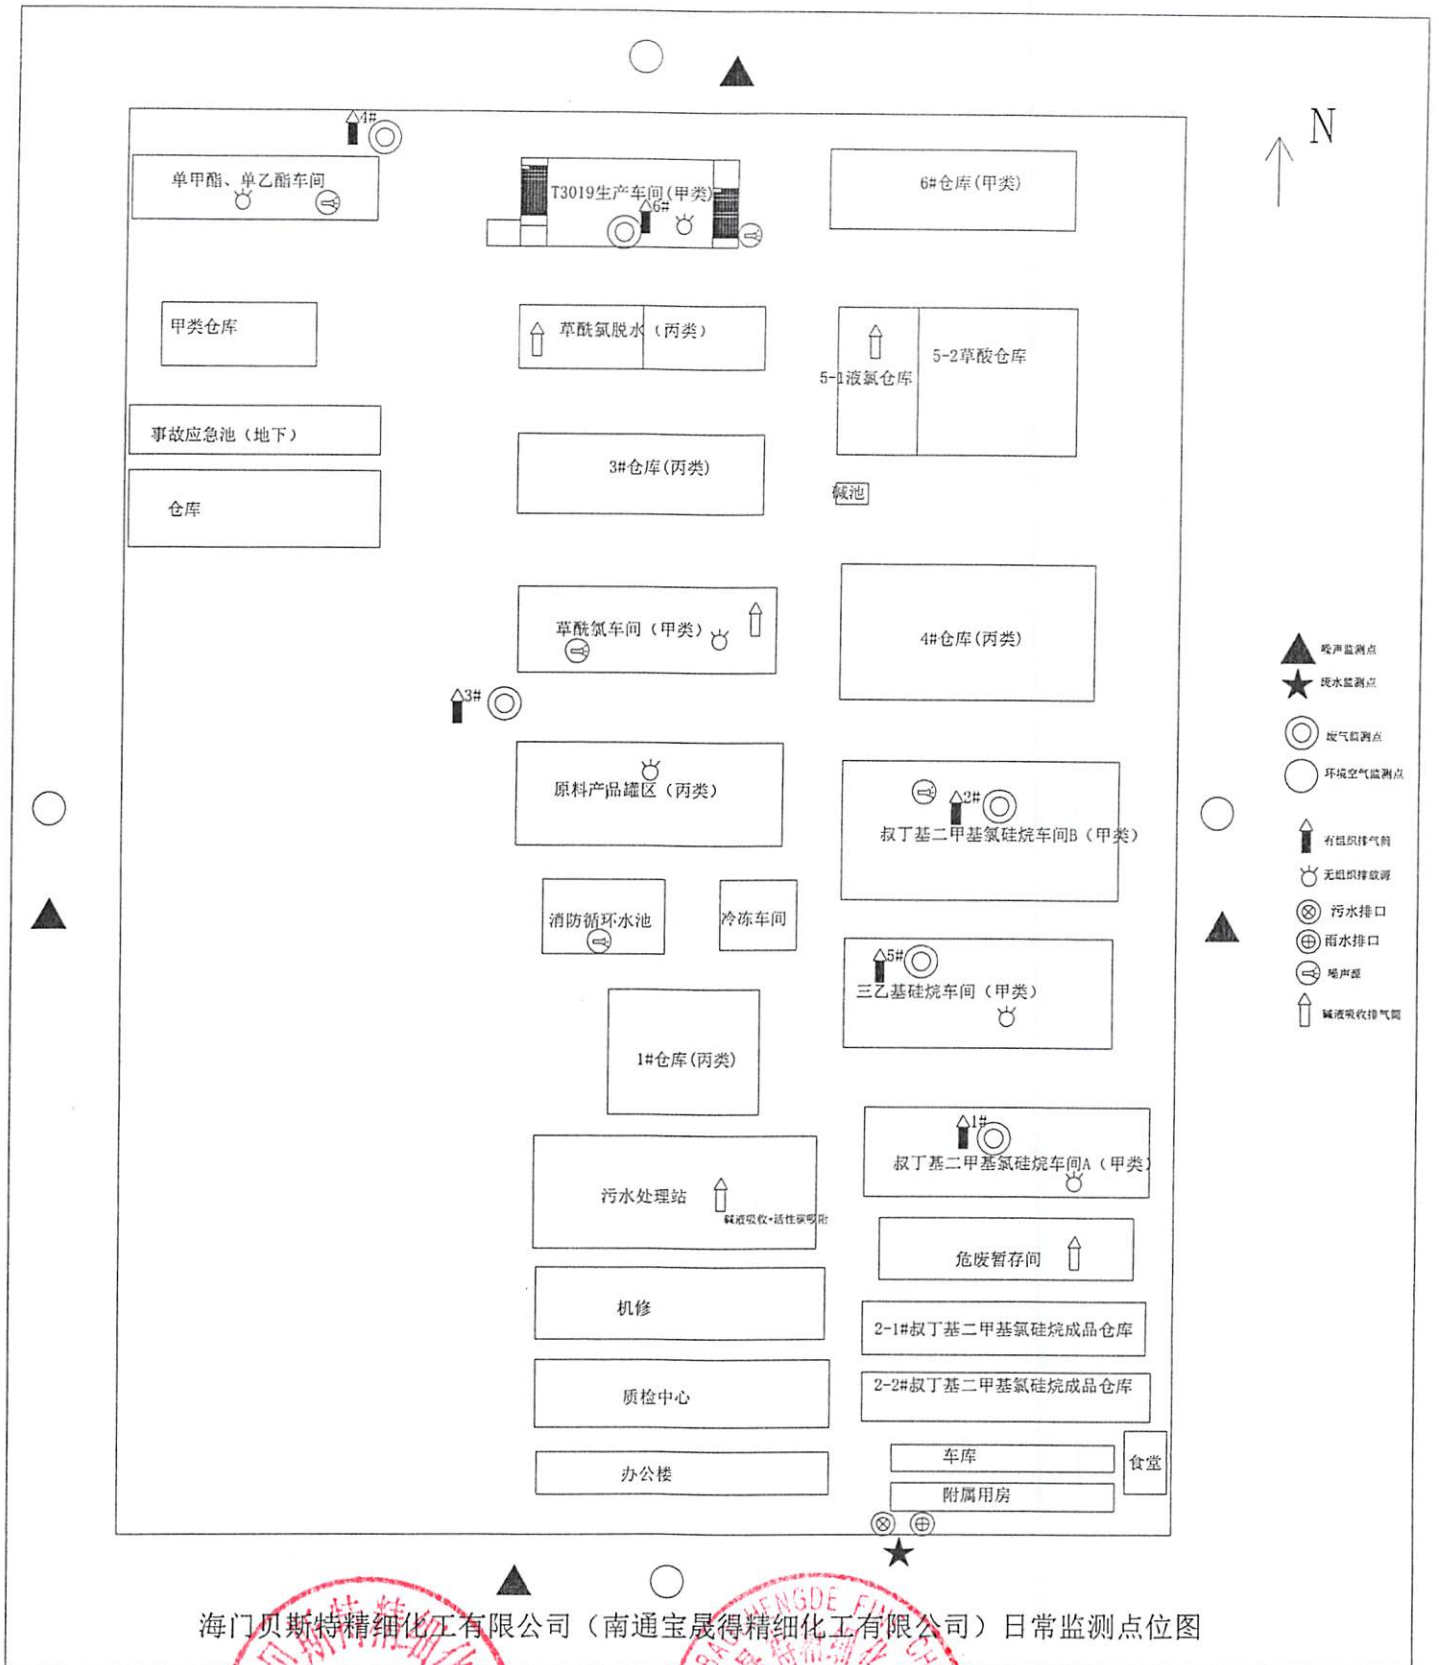 N
4#
单甲酯、单乙酯车间
T3019生产车间(甲类)
6#
6#仓库(甲类)
甲类仓库
草酰氯脱水（丙类）
5-1液氯仓库
5-2草酸仓库
事故应急池（地下）
3#仓库(丙类)
仓库
碱池
草酰氯车间（甲类）
4#仓库(丙类)
3#
原料产品罐区（丙类）
2#
叔丁基二甲基氯硅烷车间B（甲类）
消防循环水池
冷冻车间
5#
三乙基硅烷车间（甲类）
1#仓库(丙类)
1#
叔丁基二甲基氯硅烷车间A（甲类）
污水处理站
碱液吸收+活性碳吸附
危废暂存间
机修
2-1#叔丁基二甲基氯硅烷成品仓库
质检中心
2-2#叔丁基二甲基氯硅烷成品仓库
车库
食堂
办公楼
附属用房
噪声监测点
废水监测点
废气监测点
环境空气监测点
有组织排气筒
无组织排放源
污水排口
雨水排口
噪声源
碱液吸收排气筒
海门贝斯特精细化工有限公司（南通宝晟得精细化工有限公司）日常监测点位图